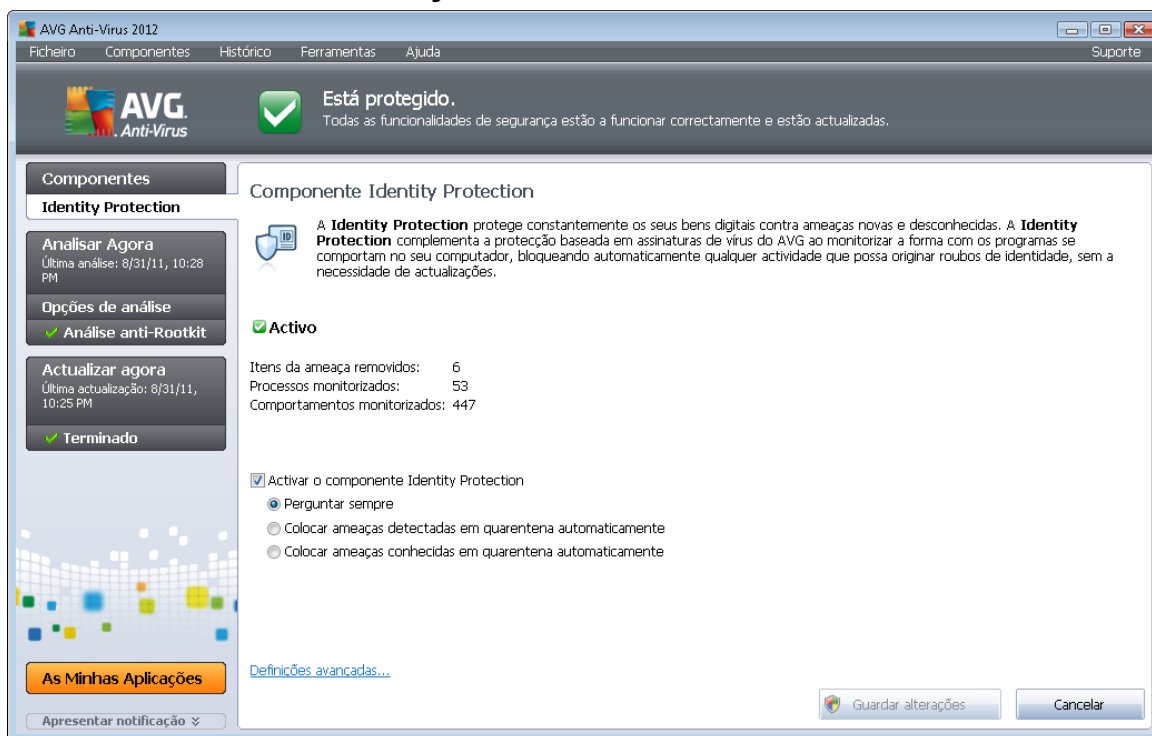 AVG Anti-Virus 2012
Ficheiro Componentes Histórico Ferramentas Ajuda Suporte
AVG.
Anti-Virus
Está protegido.
Todas as funcionalidades de segurança estão a funcionar correctamente e estão actualizadas.
Componentes
Identity Protection
Analisar Agora
Última análise: 8/31/11, 10:28
PM
Opções de análise
Análise anti-Rootkit
Actualizar agora
Última actualização: 8/31/11,
10:25 PM
Terminado
As Minhas Aplicações
Apresentar notificação
Componente Identity Protection
ID
A Identity Protection protege constantemente os seus bens digitais contra ameaças novas e desconhecidas. A Identity
Protection complementa a protecção baseada em assinaturas de vírus do AVG ao monitorizar a forma com os programas se
comportam no seu computador, bloqueando automaticamente qualquer actividade que possa originar roubos de identidade, sem a
necessidade de actualizações.
Activo
Itens da ameaça removidos: 6
Processos monitorizados: 53
Comportamentos monitorizados: 447
Activar o componente Identity Protection
Perguntar sempre
Colocar ameaças detectadas em quarentena automaticamente
Colocar ameaças conhecidas em quarentena automaticamente
Definições avançadas...
Guardar alterações
Cancelar